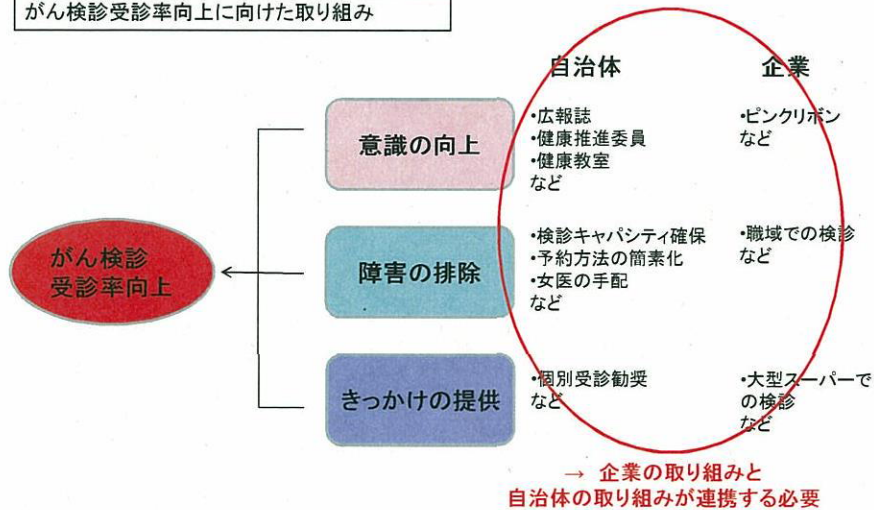 がん検診受診率向上に向けた取り組み
自治体
企業
意識の向上
・広報誌
・健康推進委員
・健康教室
など
・ピンクリボン
など
がん検診
受診率向上
障害の排除
・検診キャパシティ確保
・予約方法の簡素化
・女医の手配
など
・職域での検診
など
きっかけの提供
・個別受診勧奨
など
・大型スーパーで
の検診
など
→ 企業の取り組みと
自治体の取り組みが連携する必要